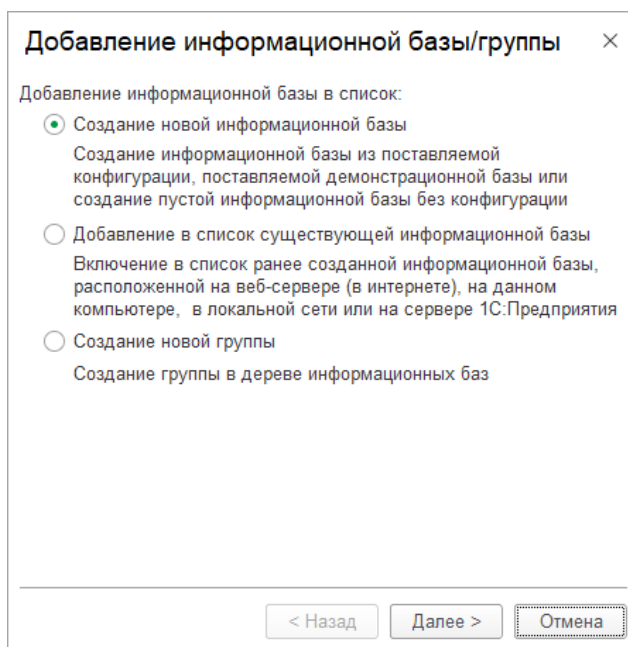 Добавление информационной базы/группы
Добавление информационной базы в список:
Создание новой информационной базы
Создание информационной базы из поставляемой
конфигурации, поставляемой демонстрационной базы или
создание пустой информационной базы без конфигурации
Добавление в список существующей информационной базы
Включение в список ранее созданной информационной базы,
расположенной на веб-сервере (в интернете), на данном
компьютере,  в локальной сети или на сервере 1С:Предприятия
Создание новой группы
Создание группы в дереве информационных баз
< Назад
Далее >
Отмена